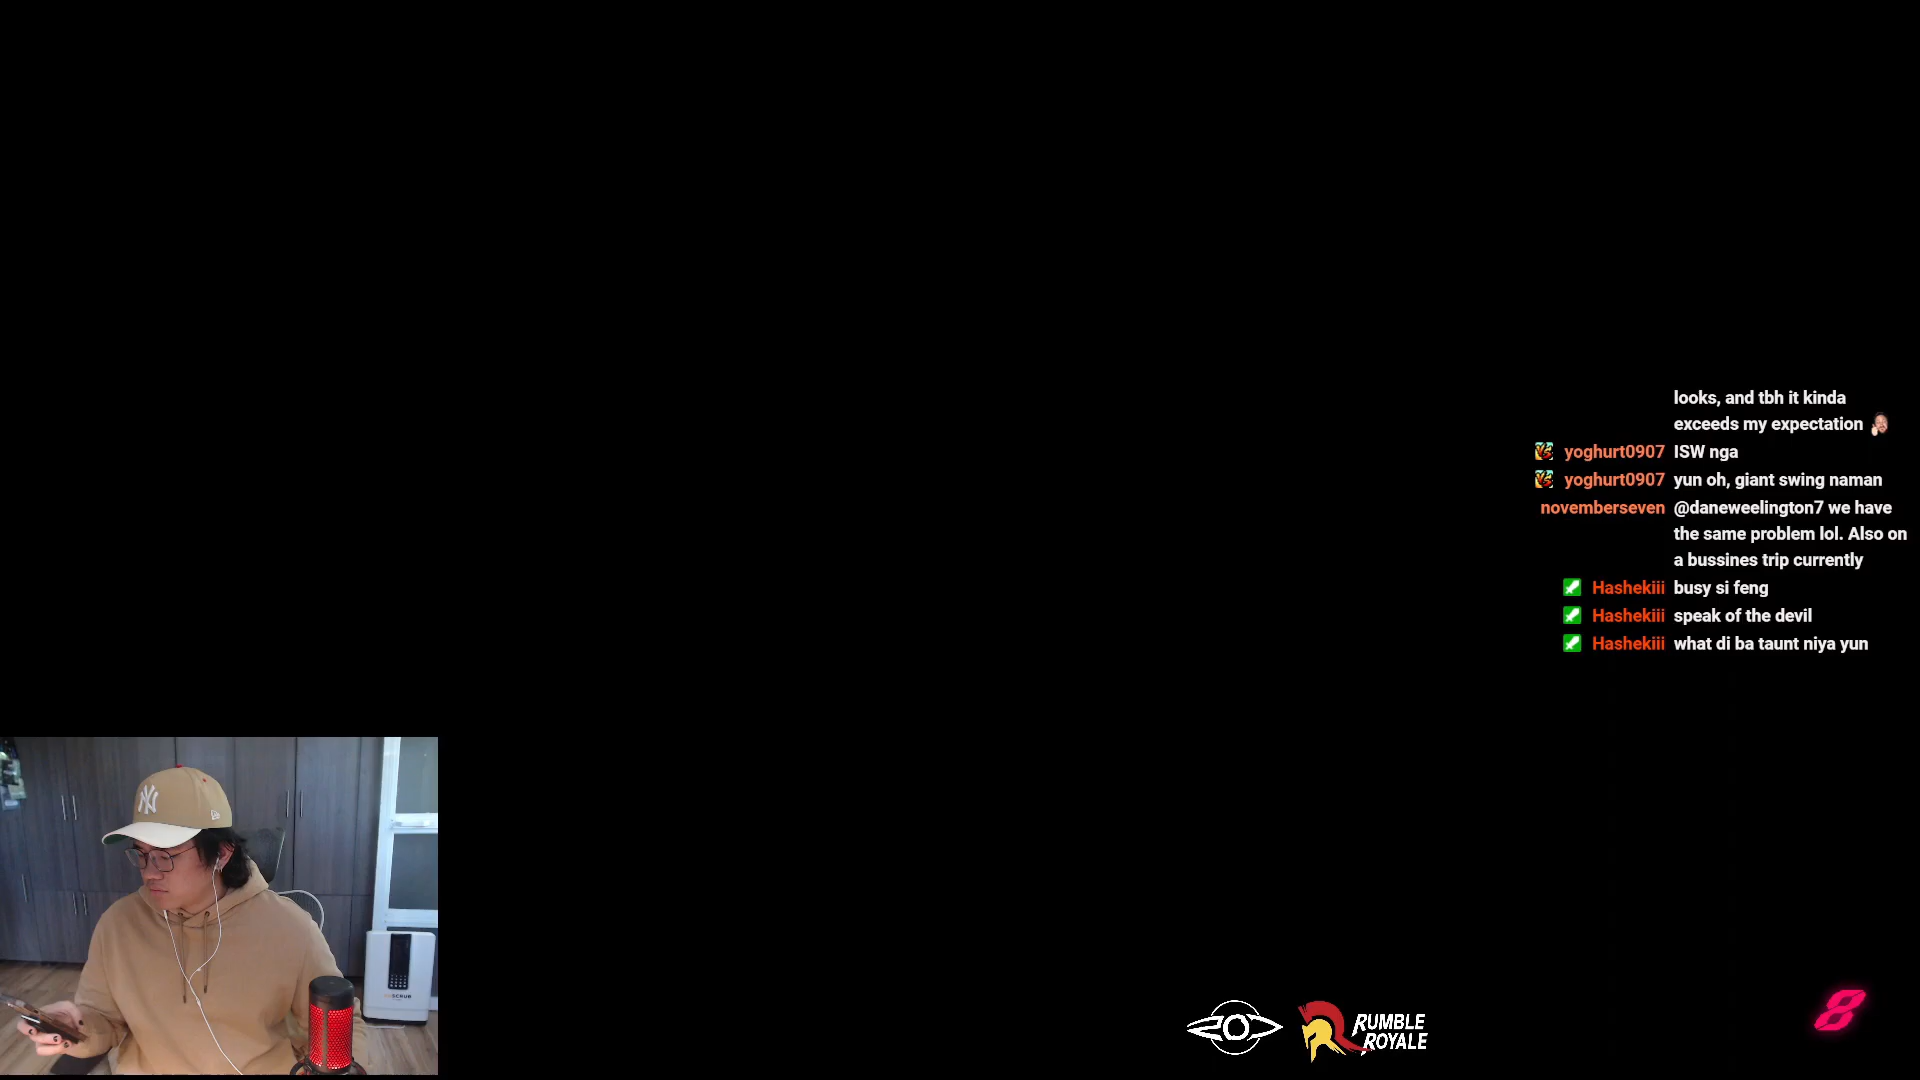 looks, and tbh it kinda
exceeds my expectation
yoghurt0907 ISW nga
yoghurt0907 yun oh, giant swing naman
novemberseven @daneweelington7 we have
the same problem lol. Also on
a bussines trip currently
Hashekiii busy si feng
Hashekiii speak of the devil
Hashekiii what di ba taunt niya yun
NY
RUMBLE
ROYALE
8